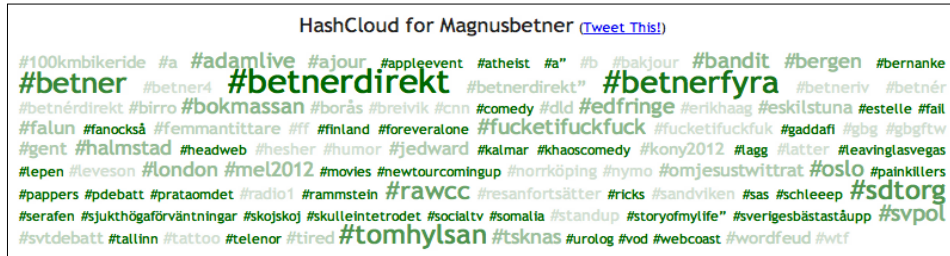 HashCloud for Magnusbetner (Tweet This!)
#100kmbikeride #a #adamlive #ajour #appleevent #atheist #a” #b #bakjour #bandit #bergen #bernanke
#betner #betner4 #betnerdirekt #betnerdirekt” #betnerfyra #betneriv #betnér
#betnérdirekt #birro #bokmassan #borås #breivik #cnn #comedy #dld #edfringe #erikhaag #eskilstuna #estelle #fail
#falun #fanockså #femmantittare #ff #finland #foreveralone #fucketifuckfuck #fucketifuckfuk #gaddafi #gbg #gbgftw
#gent #halmstad #headweb #hesher #humor #jedward #kalmar #khaoscomedy #kony2012 #lagg #latter #leavinglasvegas
#lepen #leveson #london #mel2012 #movies #newtourcomingup #norrköping #nymo #omjesustwittrat #oslo #painkillers
#pappers #pdebatt #prataomdet #radio1 #rammstein #rawcc #resanfortsätter #ricks #sandviken #sas #schleeep #sdtorg
#serafen #sjukthögaförväntningar #skojskoj #skulleintetrodet #socialtv #somalia #standup #storyofmylife” #sverigesbästaståupp #svpol
#svtdebatt #tallinn #tattoo #telenor #tired #tomhylsan #tsknas #urolog #vod #webcoast #wordfeud #wtf